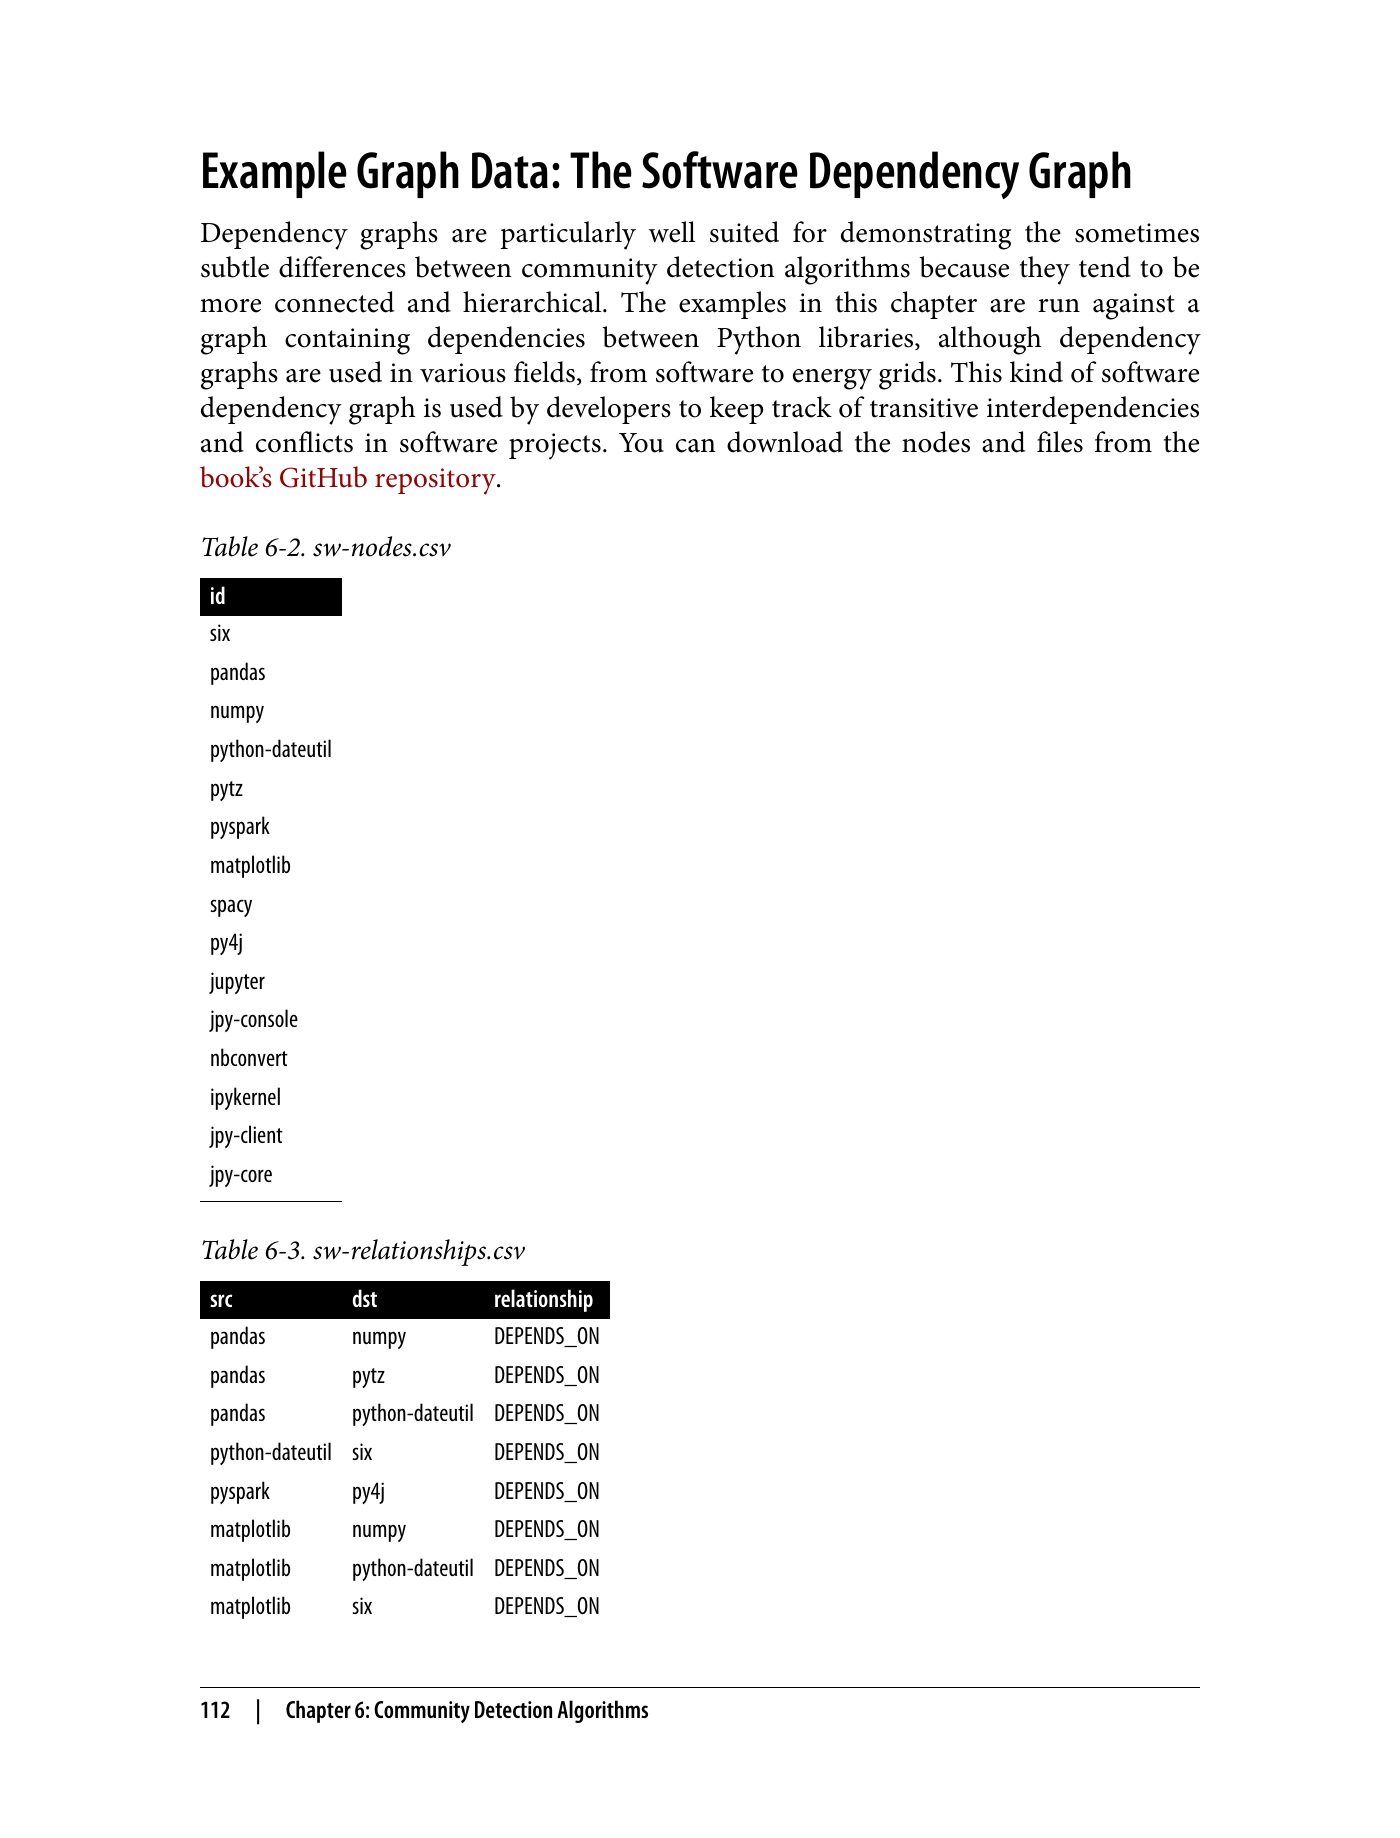 Example Graph Data: The Software Dependency Graph
Dependency graphs are particularly well suited for demonstrating the sometimes
subtle differences between community detection algorithms because they tend to be
more connected and hierarchical. The examples in this chapter are run against a
graph containing dependencies between Python libraries, although dependency
graphs are used in various fields, from software to energy grids. This kind of software
dependency graph is used by developers to keep track of transitive interdependencies
and conflicts in software projects. You can download the nodes and files from the
book’s GitHub repository.
Table 6-2. sw-nodes.csv
id
six
pandas
numpy
python-dateutil
pytz
pyspark
matplotlib
spacy
py4j
jupyter
jpy-console
nbconvert
ipykernel
jpy-client
jpy-core
Table 6-3. sw-relationships.csv
src dst relationship
pandas numpy DEPENDS_ON
pandas pytz DEPENDS_ON
pandas python-dateutil DEPENDS_ON
python-dateutil six DEPENDS_ON
pyspark py4j DEPENDS_ON
matplotlib numpy DEPENDS_ON
matplotlib python-dateutil DEPENDS_ON
matplotlib six DEPENDS_ON
112 | Chapter 6: Community Detection Algorithms